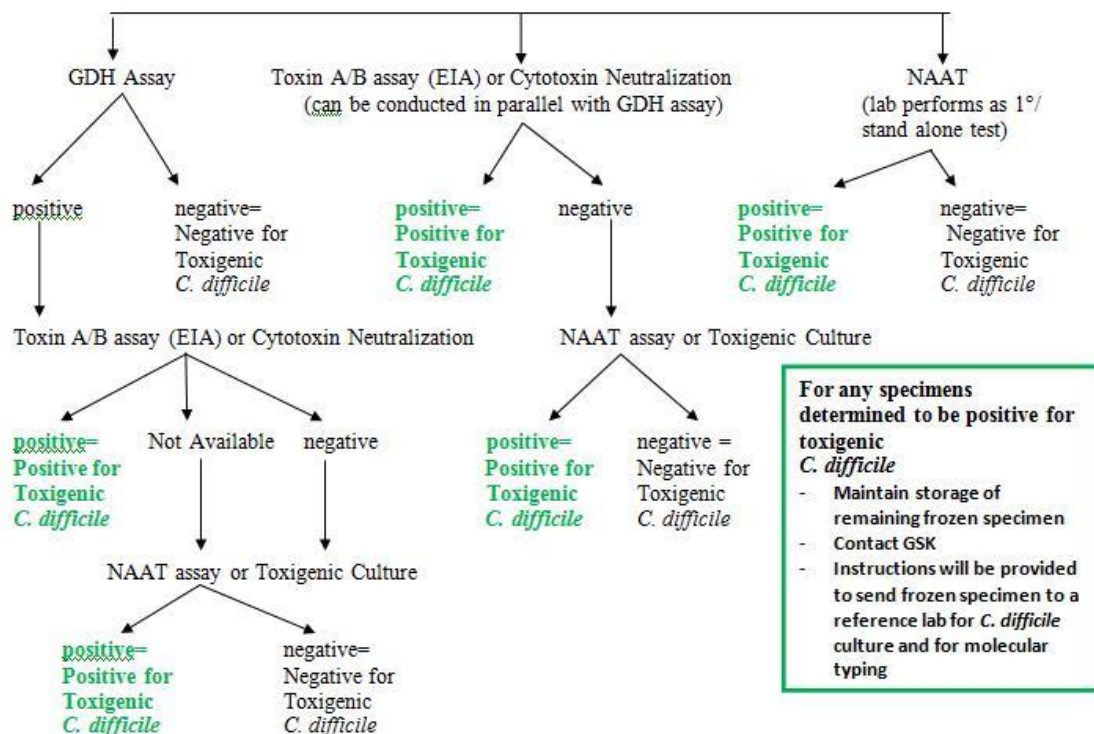 GDH Assay
Toxin A/B assay (EIA) or Cytotoxin Neutralization
(can be conducted in parallel with GDH assay)
NAAT
(lab performs as 1°/
stand alone test)
positive
negative=
Negative for
Toxigenic
C. difficile
positive=
Positive for
Toxigenic
C. difficile
negative
positive=
Positive for
Toxigenic
C. difficile
negative=
Negative for
Toxigenic
C. difficile
Toxin A/B assay (EIA) or Cytotoxin Neutralization
NAAT assay or Toxigenic Culture
positive=
Positive for
Toxigenic
C. difficile
Not Available
negative
positive=
Positive for
Toxigenic
C. difficile
negative =
Negative for
Toxigenic
C. difficile
NAAT assay or Toxigenic Culture
positive=
Positive for
Toxigenic
C. difficile
negative=
Negative for
Toxigenic
C. difficile
For any specimens
determined to be positive for
toxigenic
C. difficile
- Maintain storage of
remaining frozen specimen
- Contact GSK
- Instructions will be provided
to send frozen specimen to a
reference lab for C. difficile
culture and for molecular
typing